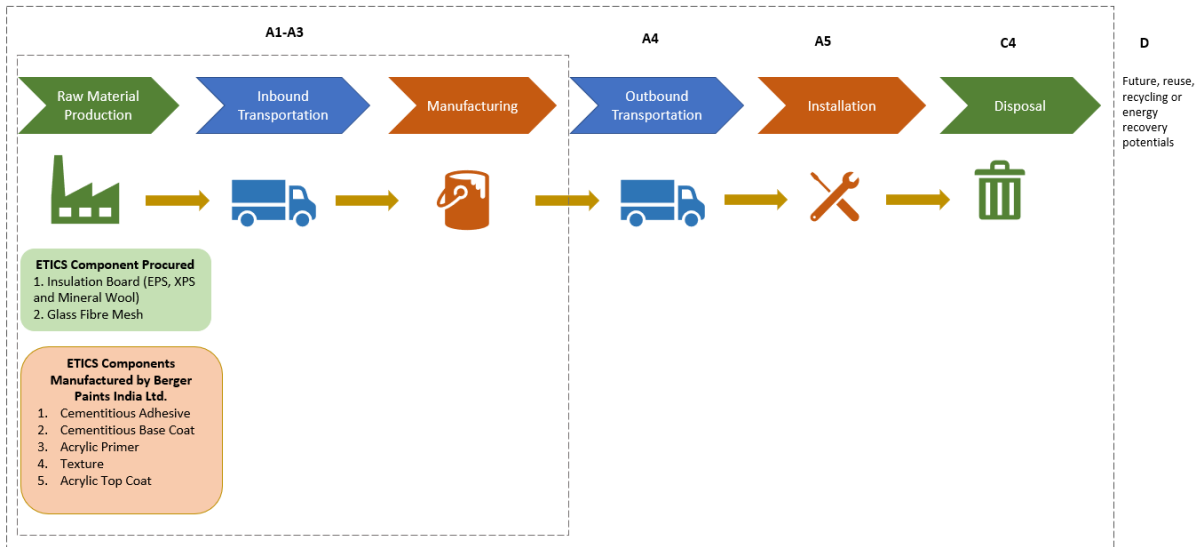 A1-A3
A4
A5
C4
D
Raw Material
Production
Inbound
Transportation
Manufacturing
Outbound
Transportation
Installation
Disposal
Future, reuse,
recycling or
energy
recovery
potentials
ETICS Component Procured
1. Insulation Board (EPS, XPS
and Mineral Wool)
2. Glass Fibre Mesh
ETICS Components
Manufactured by Berger
Paints India Ltd.
1. Cementitious Adhesive
2. Cementitious Base Coat
3. Acrylic Primer
4. Texture
5. Acrylic Top Coat